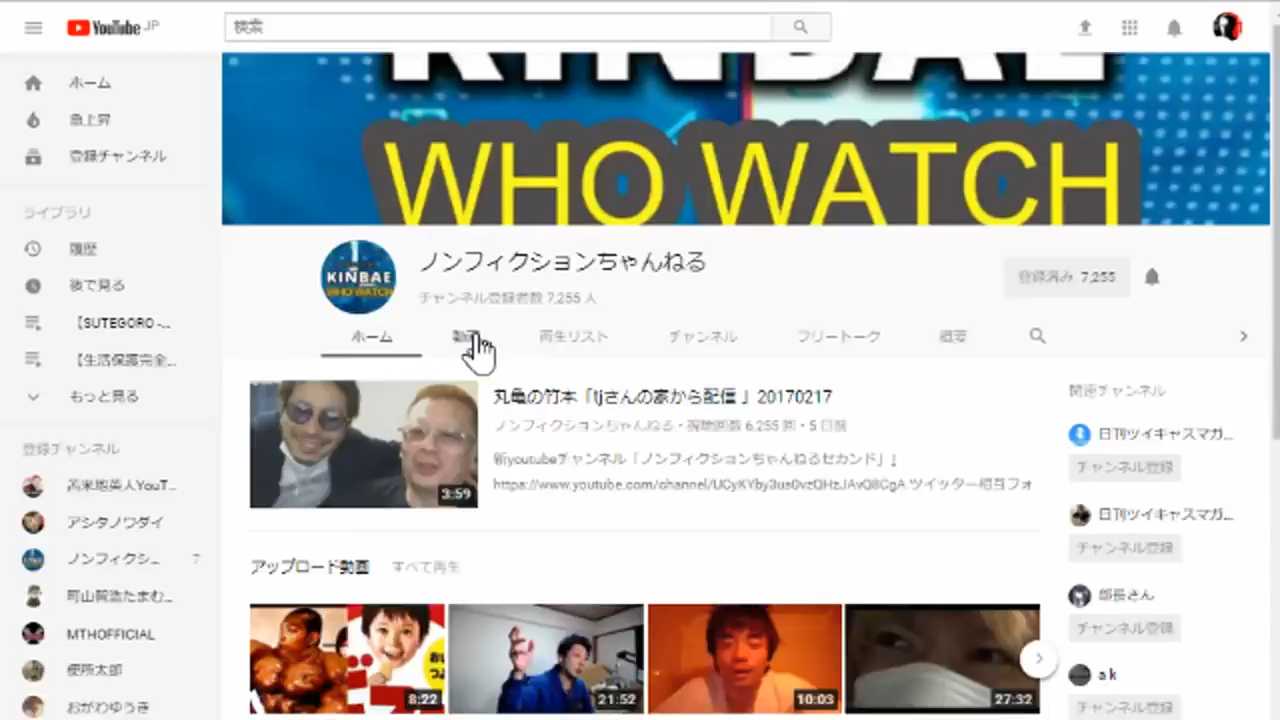 YouTube JP
検索
ホーム
急上昇
登録チャンネル
ライブラリ
履歴
後で見る
【SUTEGORO -...
【生活保護完全...
もっと見る
登録チャンネル
苫米地英人YouT...
アシタノワダイ
ノンフィクシ... 7
町山智浩たまむ...
MTHOFFICIAL
便所太郎
おがわゆうき
KINBAE
WHO WATCH
KINBAE
WHO WATCH
ノンフィクションちゃんねる
チャンネル登録者数 7,255 人
登録済み 7,255
ホーム
動画
再生リスト
チャンネル
フリートーク
概要
丸亀の竹本「tjさんの家から配信 」20170217
ノンフィクションちゃんねる・視聴回数 6,255 回・5 日前
新youtubeチャンネル「ノンフィクションちゃんねるセカンド」↓
ツイッター相互フォ
3:59
アップロード動画 すべて再生
8:22
21:52
10:03
27:32
関連チャンネル
日刊ツイキャスマガ...
チャンネル登録
日刊ツイキャスマガ...
チャンネル登録
部長さん
チャンネル登録
a k
チャンネル登録